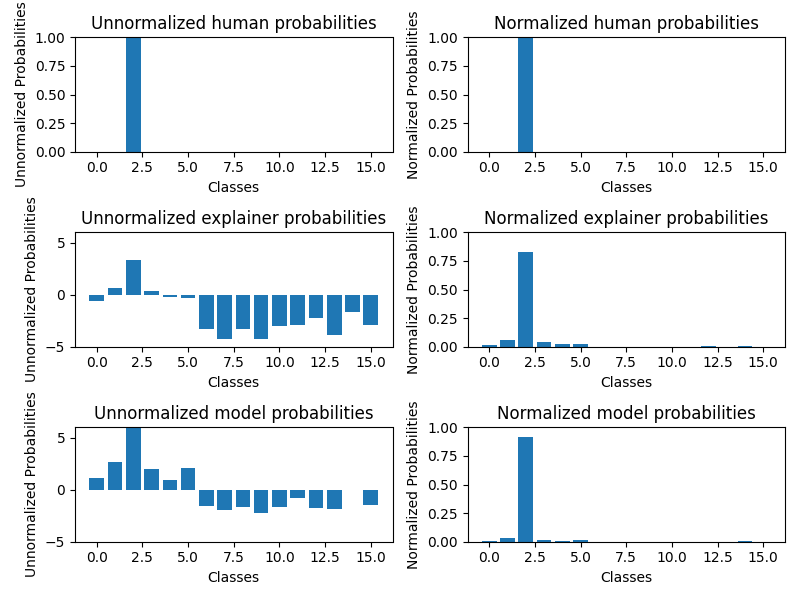 Unnormalized human probabilities
Unnormalized Probabilities
1.00
0.75
0.50
0.25
0.00
0.0 2.5 5.0 7.5 10.0 12.5 15.0
Classes
Normalized human probabilities
Normalized Probabilities
1.00
0.75
0.50
0.25
0.00
0.0 2.5 5.0 7.5 10.0 12.5 15.0
Classes
Unnormalized explainer probabilities
Unnormalized Probabilities
5
0
−5
0.0 2.5 5.0 7.5 10.0 12.5 15.0
Classes
Normalized explainer probabilities
Normalized Probabilities
1.00
0.75
0.50
0.25
0.00
0.0 2.5 5.0 7.5 10.0 12.5 15.0
Classes
Unnormalized model probabilities
Unnormalized Probabilities
5
0
−5
0.0 2.5 5.0 7.5 10.0 12.5 15.0
Classes
Normalized model probabilities
Normalized Probabilities
1.00
0.75
0.50
0.25
0.00
0.0 2.5 5.0 7.5 10.0 12.5 15.0
Classes